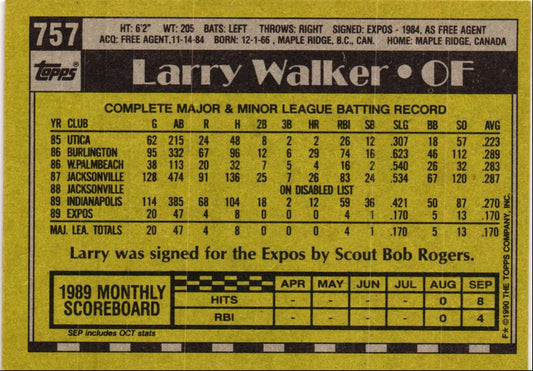 757
HT: 6'2" WT: 205 BATS: LEFT THROWS: RIGHT SIGNED: EXPOS - 1984, AS FREE AGENT
ACQ: FREE AGENT, 11-14-84 BORN: 12-1-66, MAPLE RIDGE, B.C., CAN. HOME: MAPLE RIDGE, CANADA
Topps
Larry Walker • OF
COMPLETE MAJOR & MINOR LEAGUE BATTING RECORD
YR CLUB G AB R H 2B 3B HR RBI SB SLG BB SO AVG
85 UTICA 62 215 24 48 8 2 2 26 12 .307 18 57 .223
86 BURLINGTON 95 332 67 96 12 6 29 74 16 .623 46 112 .289
86 W.PALMBEACH 38 113 20 32 7 5 4 16 2 .540 26 32 .283
87 JACKSONVILLE 128 474 91 136 25 7 26 83 24 .534 67 120 .287
88 JACKSONVILLE ON DISABLED LIST
89 INDIANAPOLIS 114 385 68 104 18 2 12 59 36 .421 50 87 .270
89 EXPOS 20 47 4 8 0 0 0 4 1 .170 5 13 .170
MAJ. LEA. TOTALS 20 47 4 8 0 0 0 4 1 .170 5 13 .170
Larry was signed for the Expos by Scout Bob Rogers.
1989 MONTHLY SCOREBOARD
APR MAY JUN JUL AUG SEP
HITS - - - - 0 8
RBI - - - - 0 4
SEP includes OCT stats
F* © 1990 THE TOPPS COMPANY, INC.